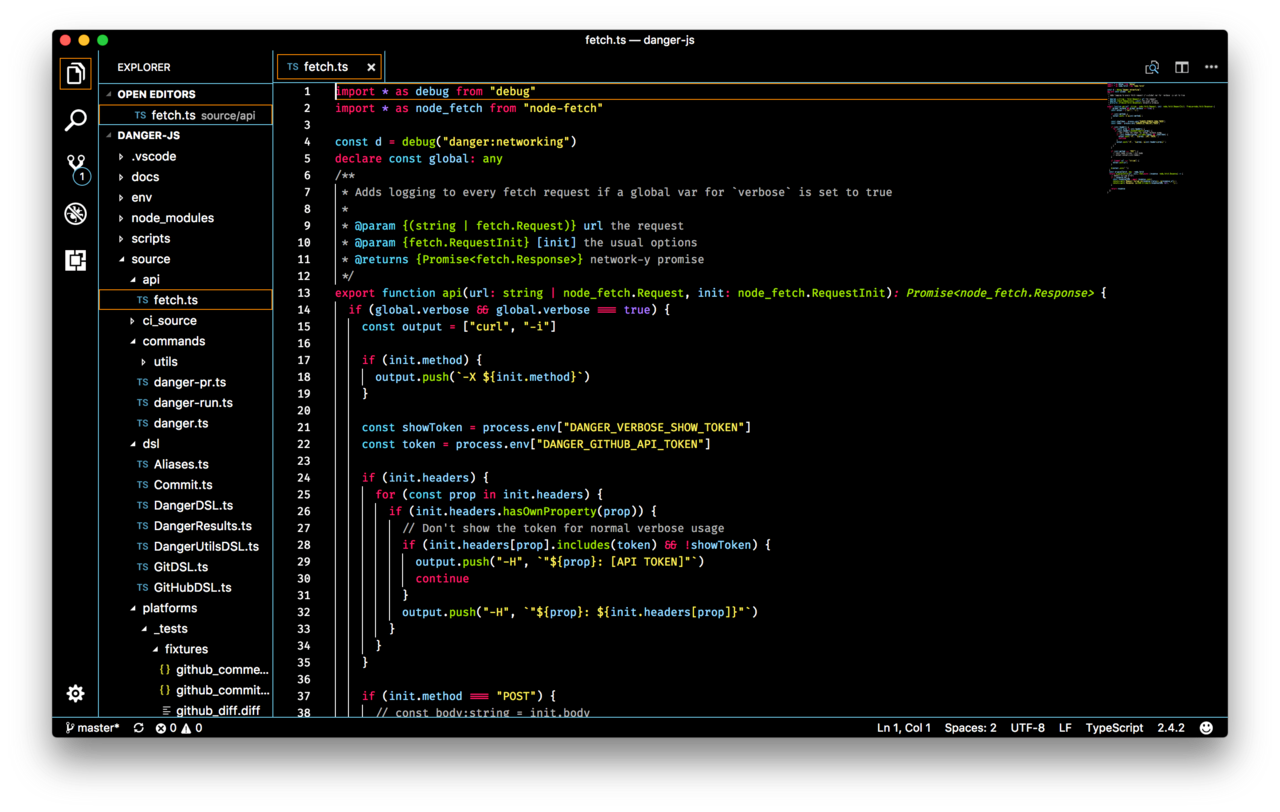 fetch.ts — danger-js
EXPLORER
OPEN EDITORS
TS fetch.ts source/api
DANGER-JS
.vscode
docs
env
node_modules
scripts
source
api
TS fetch.ts
ci_source
commands
utils
TS danger-pr.ts
TS danger-run.ts
TS danger.ts
dsl
TS Aliases.ts
TS Commit.ts
TS DangerDSL.ts
TS DangerResults.ts
TS DangerUtilsDSL.ts
TS GitDSL.ts
TS GitHubDSL.ts
platforms
_tests
fixtures
{} github_comme...
{} github_commit...
github_diff.diff
1
TS fetch.ts ×
1 import * as debug from "debug"
2 import * as node_fetch from "node-fetch"
3
4 const d = debug("danger:networking")
5 declare const global: any
6 /**
7 * Adds logging to every fetch request if a global var for `verbose` is set to true
8 *
9 * @param {(string | fetch.Request)} url the request
10 * @param {fetch.RequestInit} [init] the usual options
11 * @returns {Promise<fetch.Response>} network-y promise
12 */
13 export function api(url: string | node_fetch.Request, init: node_fetch.RequestInit): Promise<node_fetch.Response> {
14 if (global.verbose && global.verbose === true) {
15 const output = ["curl", "-i"]
16
17 if (init.method) {
18 output.push(`-X ${init.method}`)
19 }
20
21 const showToken = process.env["DANGER_VERBOSE_SHOW_TOKEN"]
22 const token = process.env["DANGER_GITHUB_API_TOKEN"]
23
24 if (init.headers) {
25 for (const prop in init.headers) {
26 if (init.headers.hasOwnProperty(prop)) {
27 // Don't show the token for normal verbose usage
28 if (init.headers[prop].includes(token) && !showToken) {
29 output.push("-H", `"${prop}: [API TOKEN]"`)
30 continue
31 }
32 output.push("-H", `"${prop}: ${init.headers[prop]}"`)
33 }
34 }
35 }
36
37 if (init.method === "POST") {
38 // const body:string = init.body
master* 0 0
Ln 1, Col 1 Spaces: 2 UTF-8 LF TypeScript 2.4.2